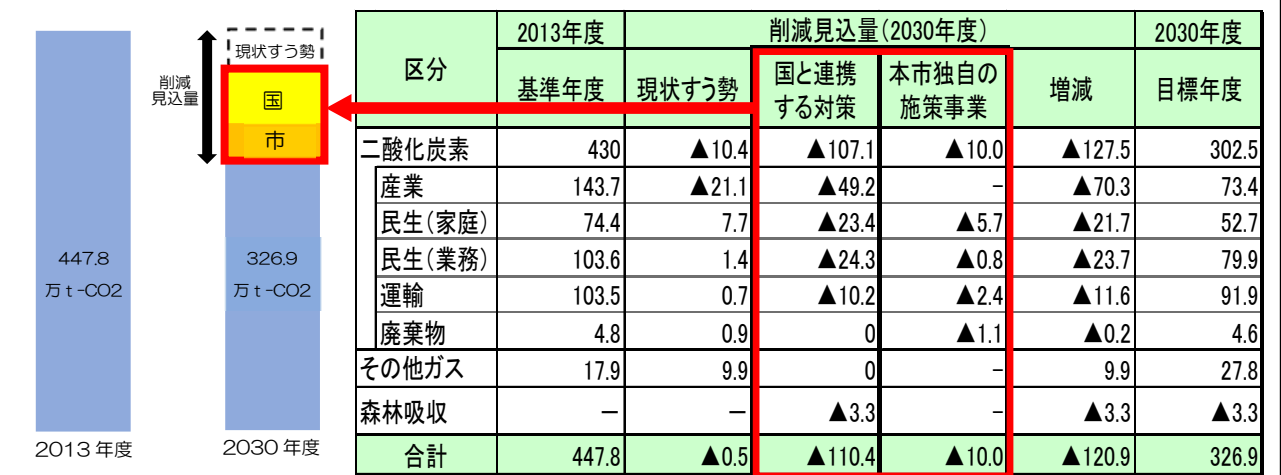 現状すう勢
削減
見込量
国
市
447.8
万t-CO2
326.9
万t-CO2
2013年度
2030年度
区分 2013年度 削減見込量(2030年度) 2030年度
基準年度 現状すう勢 国と連携する対策 本市独自の施策事業 増減 目標年度
二酸化炭素 430 ▲10.4 ▲107.1 ▲10.0 ▲127.5 302.5
産業 143.7 ▲21.1 ▲49.2 － ▲70.3 73.4
民生(家庭) 74.4 7.7 ▲23.4 ▲5.7 ▲21.7 52.7
民生(業務) 103.6 1.4 ▲24.3 ▲0.8 ▲23.7 79.9
運輸 103.5 0.7 ▲10.2 ▲2.4 ▲11.6 91.9
廃棄物 4.8 0.9 0 ▲1.1 ▲0.2 4.6
その他ガス 17.9 9.9 0 － 9.9 27.8
森林吸収 － － ▲3.3 － ▲3.3 ▲3.3
合計 447.8 ▲0.5 ▲110.4 ▲10.0 ▲120.9 326.9